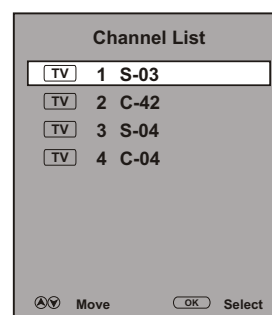 Channel List
TV 1 S-03
TV 2 C-42
TV 3 S-04
TV 4 C-04
Move OK Select